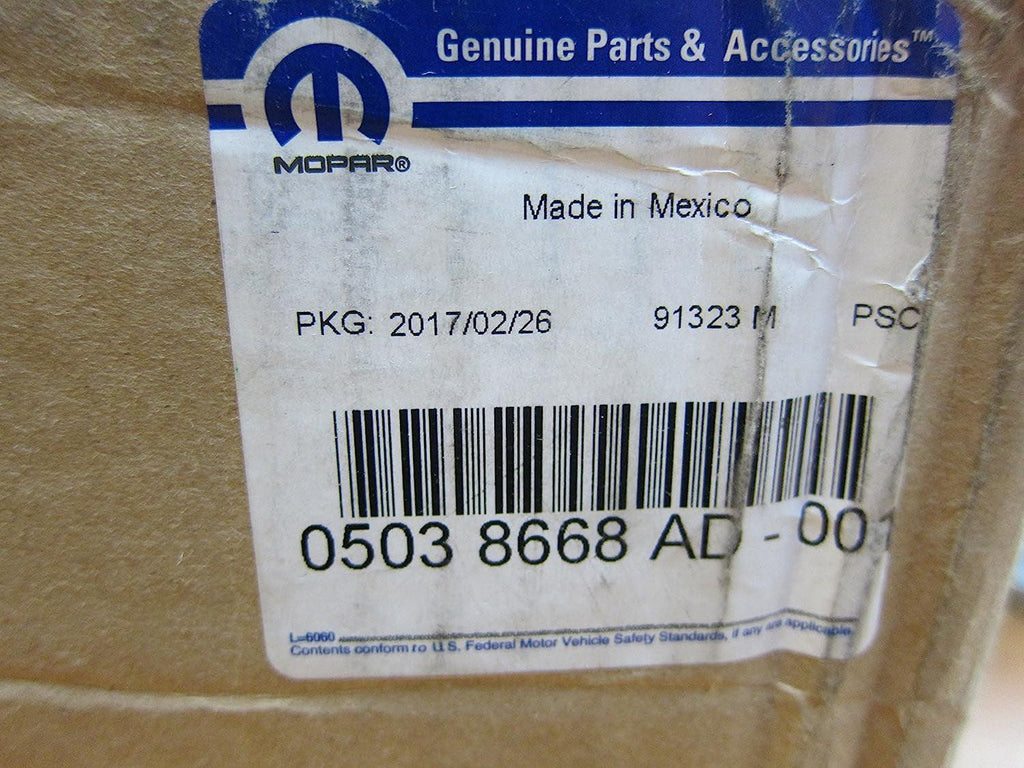 Genuine Parts & Accessories™
MOPAR®
Made in Mexico
PKG: 2017/02/26 91323 M PSC
0503 8668 AD - 001
L=6060
Contents conform to U.S. Federal Motor Vehicle Safety Standards, if any are applicable.